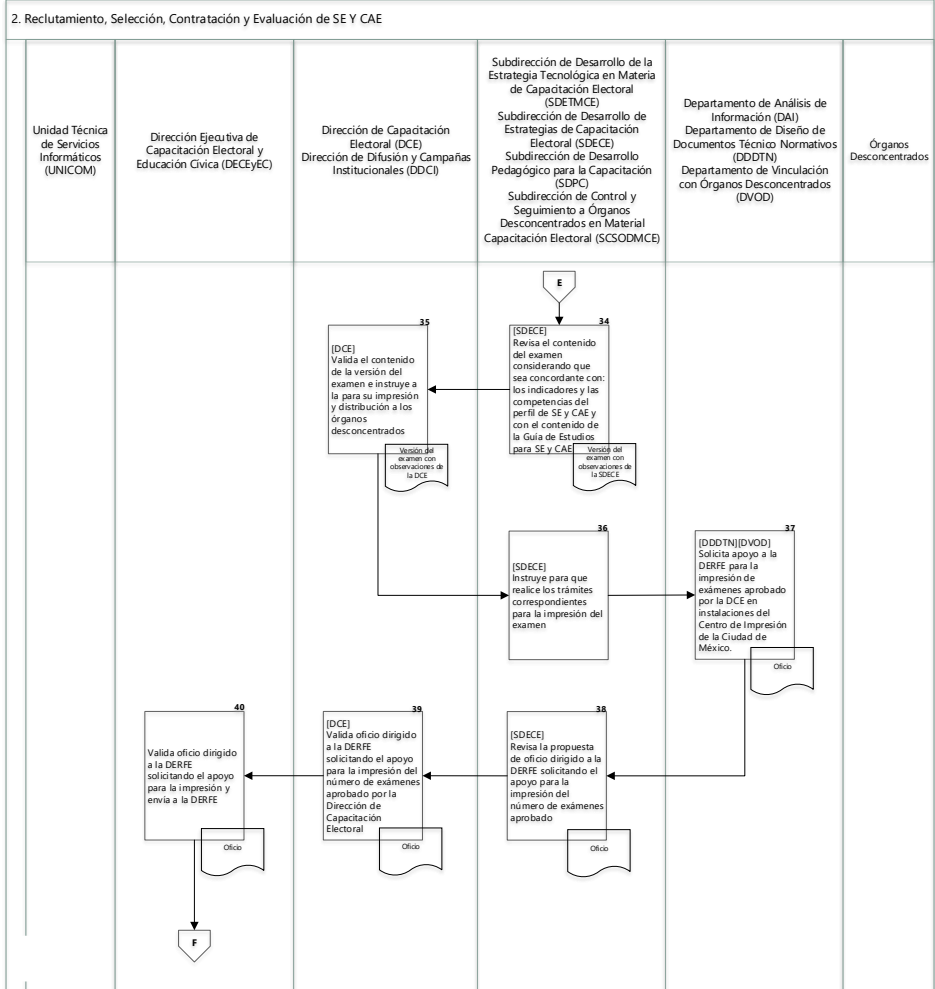 2. Reclutamiento, Selección, Contratación y Evaluación de SE Y CAE
Unidad Técnica
de Servicios
Informáticos
(UNICOM)
Dirección Ejecutiva de
Capacitación Electoral y
Educación Cívica (DECEyEC)
Dirección de Capacitación
Electoral (DCE)
Dirección de Difusión y Campañas
Institucionales (DDCI)
Subdirección de Desarrollo de la
Estrategia Tecnológica en Materia
de Capacitación Electoral
(SDETMCE)
Subdirección de Desarrollo de
Estrategias de Capacitación
Electoral (SDECE)
Subdirección de Desarrollo
Pedagógico para la Capacitación
(SDPC)
Subdirección de Control y
Seguimiento a Órganos
Desconcentrados en Material
Capacitación Electoral (SCSODMCE)
Departamento de Análisis de
Información (DAI)
Departamento de Diseño de
Documentos Técnico Normativos
(DDDTN)
Departamento de Vinculación
con Órganos Desconcentrados
(DVOD)
Órganos
Desconcentrados
E
34
[SDECE]
Revisa el contenido
del examen
considerando que
sea concordante con:
los indicadores y las
competencias del
perfil de SE y CAE y
con el contenido de
la Guía de Estudios
para SE y CAE
Versión del
examen con
observaciones de
la SDECE
35
[DCE]
Valida el contenido
de la versión del
examen e instruye a
la para su impresión
y distribución a los
órganos
desconcentrados
Versión del
examen con
observaciones de
la DCE
36
[SDECE]
Instruye para que
realice los trámites
correspondientes
para la impresión del
examen
37
[DDDTN][DVOD]
Solicita apoyo a la
DERFE para la
impresión de
exámenes aprobado
por la DCE en
instalaciones del
Centro de Impresión
de la Ciudad de
México.
Oficio
38
[SDECE]
Revisa la propuesta
de oficio dirigido a la
DERFE solicitando el
apoyo para la
impresión del
número de exámenes
aprobado
Oficio
39
[DCE]
Valida oficio dirigido
a la DERFE
solicitando el apoyo
para la impresión del
número de exámenes
aprobado por la
Dirección de
Capacitación
Electoral
Oficio
40
Valida oficio dirigido
a la DERFE
solicitando el apoyo
para la impresión y
envía a la DERFE
Oficio
F